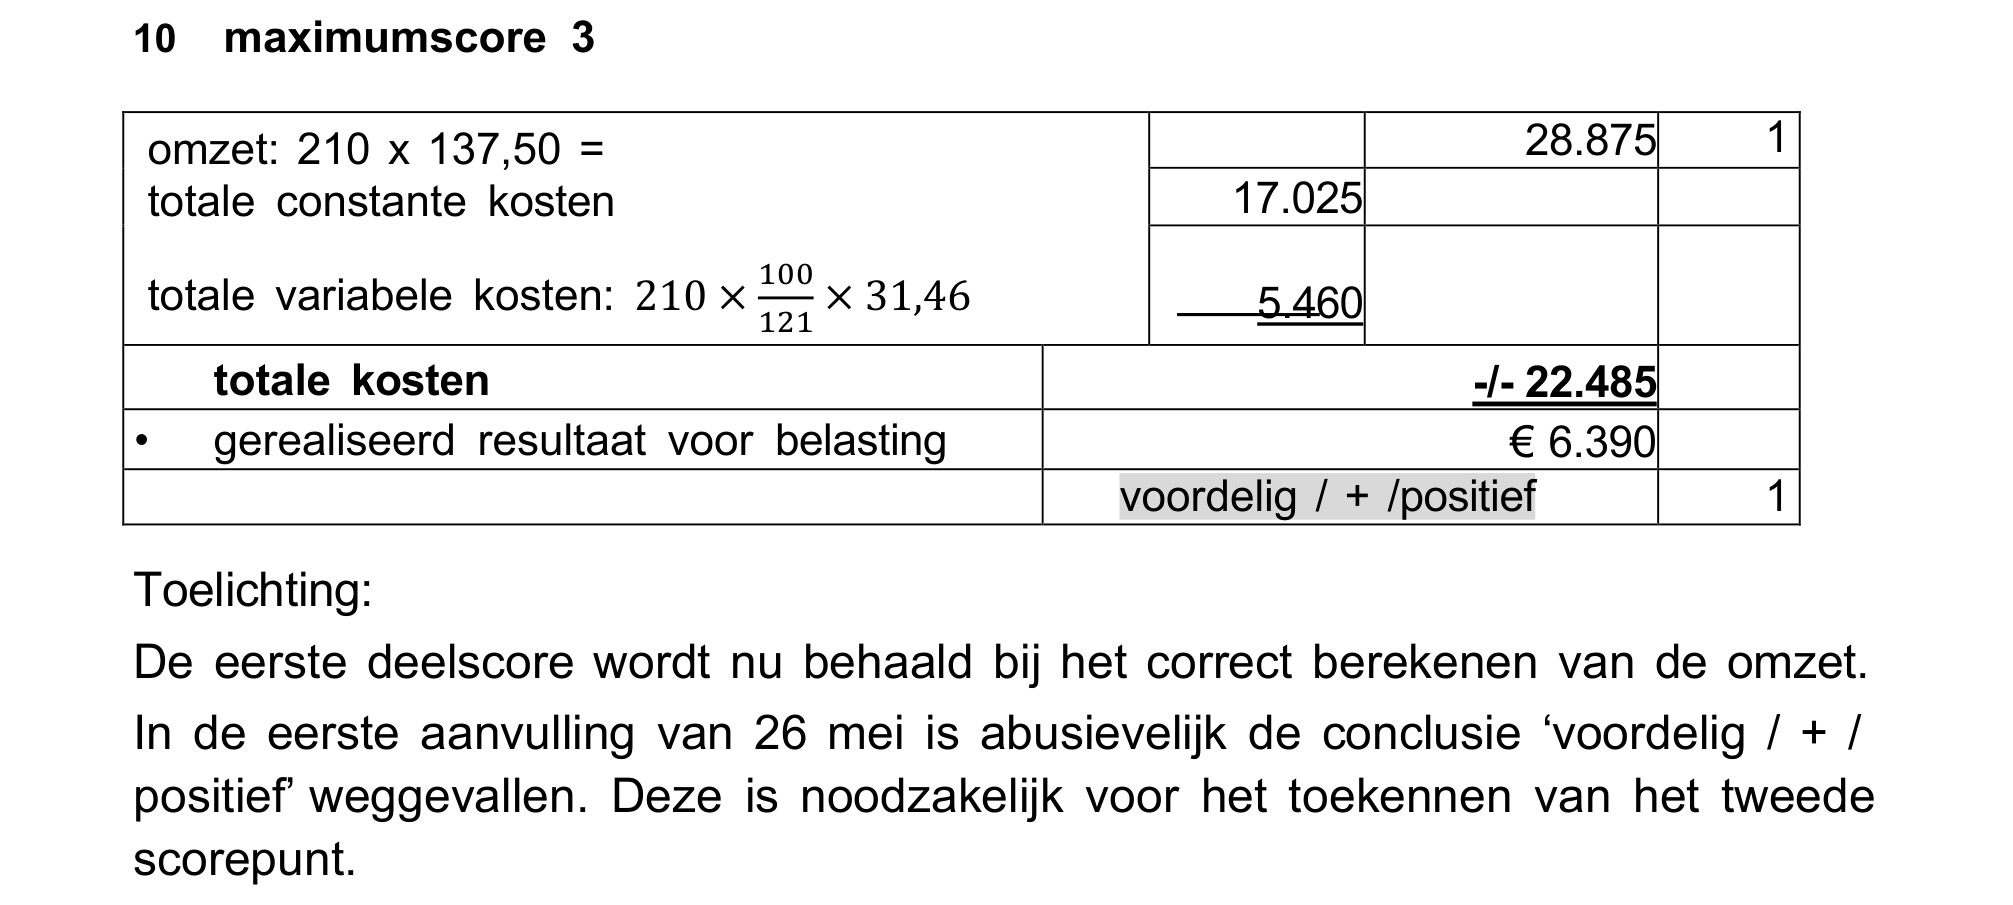 10 maximumscore 3
omzet: 210 x 137,50 = 28.875 1
totale constante kosten 17.025
totale variabele kosten: 210 × 100/121 × 31,46 5.460
totale kosten -/- 22.485
• gerealiseerd resultaat voor belasting € 6.390
voordelig / + /positief 1
Toelichting:
De eerste deelscore wordt nu behaald bij het correct berekenen van de omzet.
In de eerste aanvulling van 26 mei is abusievelijk de conclusie ‘voordelig / + /
positief’ weggevallen. Deze is noodzakelijk voor het toekennen van het tweede
scorepunt.